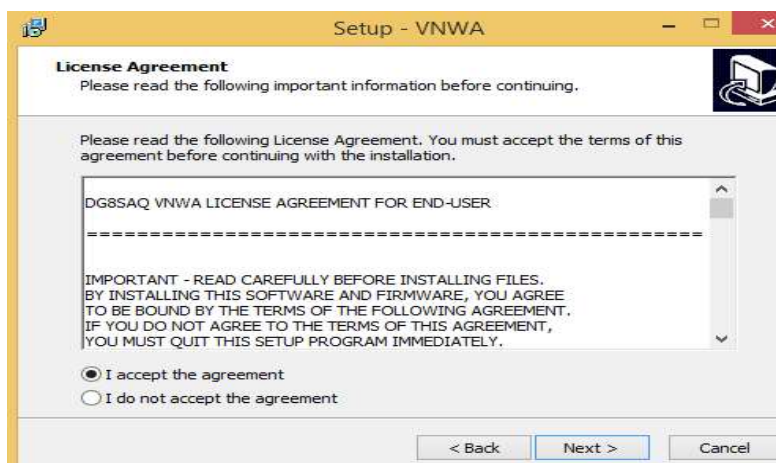 Setup - VNWA
License Agreement
Please read the following important information before continuing.
Please read the following License Agreement. You must accept the terms of this
agreement before continuing with the installation.
DG8SAQ VNWA LICENSE AGREEMENT FOR END-USER
====================================================
IMPORTANT - READ CAREFULLY BEFORE INSTALLING FILES.
BY INSTALLING THIS SOFTWARE AND FIRMWARE, YOU AGREE
TO BE BOUND BY THE TERMS OF THE FOLLOWING AGREEMENT.
IF YOU DO NOT AGREE TO THE TERMS OF THIS AGREEMENT,
YOU MUST QUIT THIS SETUP PROGRAM IMMEDIATELY.
I accept the agreement
I do not accept the agreement
< Back Next > Cancel